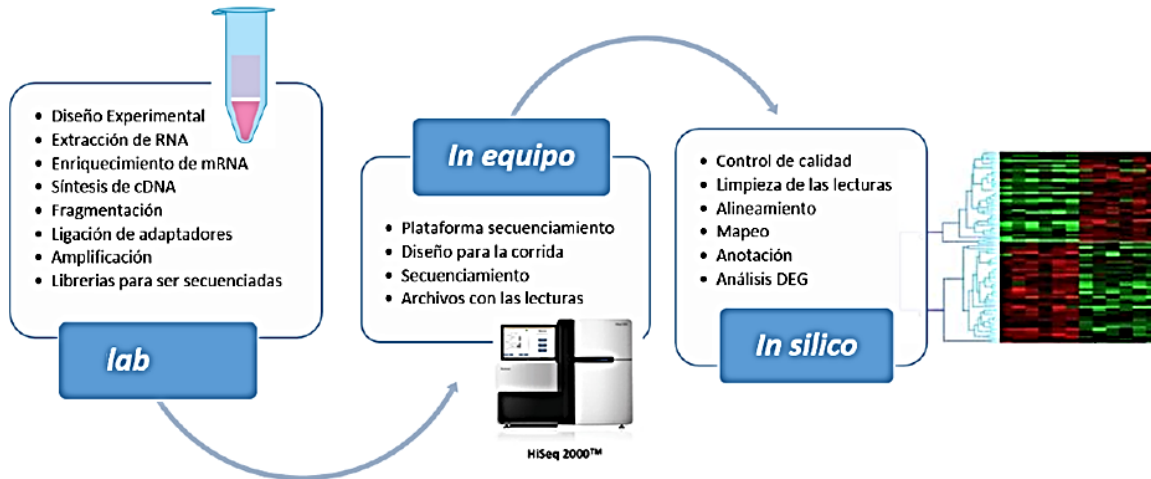 • Diseño Experimental
• Extracción de RNA
• Enriquecimiento de mRNA
• Síntesis de cDNA
• Fragmentación
• Ligación de adaptadores
• Amplificación
• Librerias para ser secuenciadas
lab
In equipo
• Plataforma secuenciamiento
• Diseño para la corrida
• Secuenciamiento
• Archivos con las lecturas
HiSeq 2000™
• Control de calidad
• Limpieza de las lecturas
• Alineamiento
• Mapeo
• Anotación
• Análisis DEG
In silico